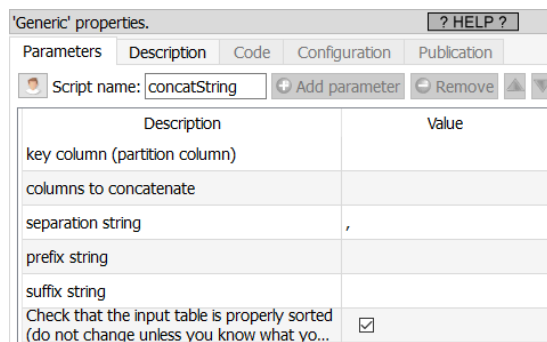 'Generic' properties.
? HELP ?
Parameters Description Code Configuration Publication
Script name: concatString Add parameter Remove
Description Value
key column (partition column)
columns to concatenate
separation string ,
prefix string
suffix string
Check that the input table is properly sorted
(do not change unless you know what yo...